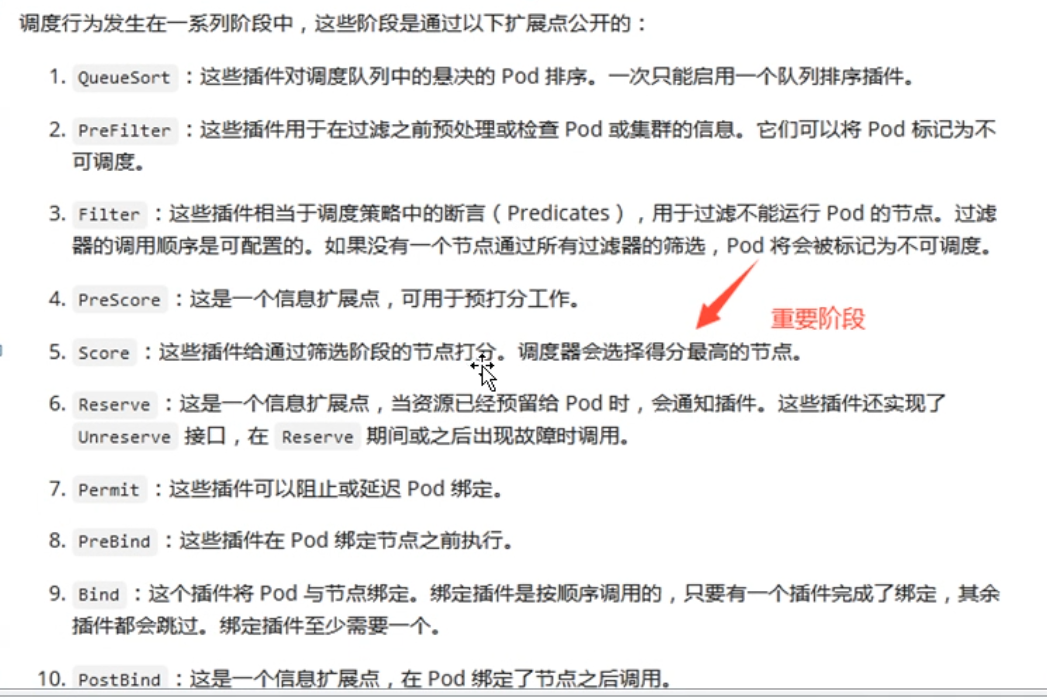 调度行为发生在一系列阶段中，这些阶段是通过以下扩展点公开的：
1. QueueSort ：这些插件对调度队列中的悬决的 Pod 排序。一次只能启用一个队列排序插件。
2. PreFilter ：这些插件用于在过滤之前预处理或检查 Pod 或集群的信息。它们可以将 Pod 标记为不
可调度。
3. Filter ：这些插件相当于调度策略中的断言（Predicates），用于过滤不能运行 Pod 的节点。过滤
器的调用顺序是可配置的。如果没有一个节点通过所有过滤器的筛选，Pod 将会被标记为不可调度。
4. PreScore ：这是一个信息扩展点，可用于预打分工作。
重要阶段
5. Score ：这些插件给通过筛选阶段的节点打分。调度器会选择得分最高的节点。
6. Reserve ：这是一个信息扩展点，当资源已经预留给 Pod 时，会通知插件。这些插件还实现了
Unreserve 接口，在 Reserve 期间或之后出现故障时调用。
7. Permit ：这些插件可以阻止或延迟 Pod 绑定。
8. PreBind ：这些插件在 Pod 绑定节点之前执行。
9. Bind ：这个插件将 Pod 与节点绑定。绑定插件是按顺序调用的，只要有一个插件完成了绑定，其余
插件都会跳过。绑定插件至少需要一个。
10. PostBind ：这是一个信息扩展点，在 Pod 绑定了节点之后调用。